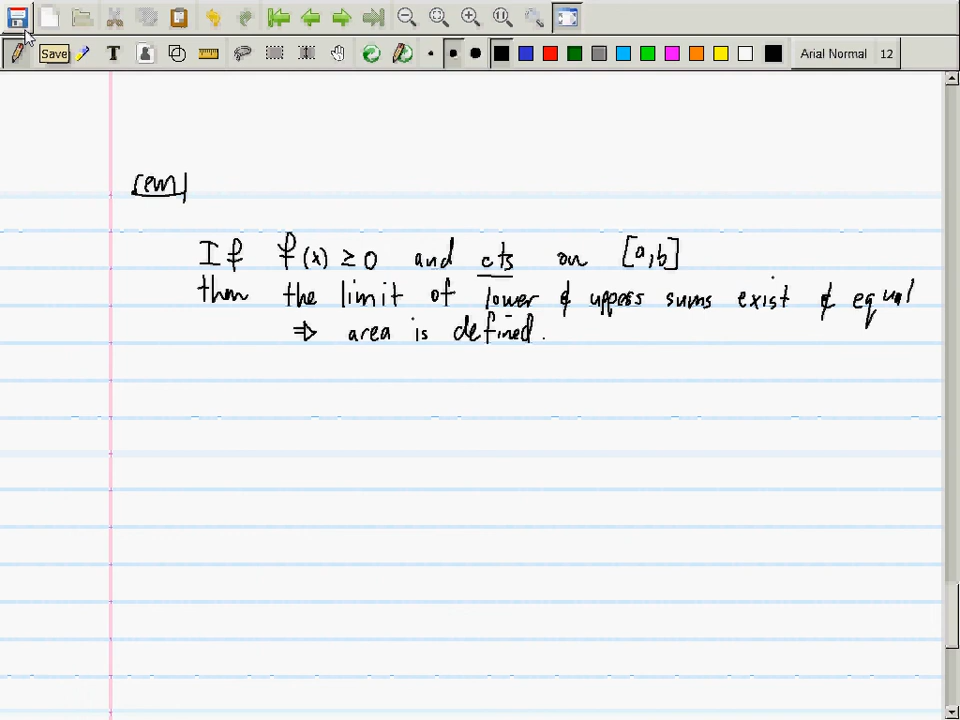 Save
T
Arial Normal 12
rem
If f(x) ≥ 0 and cts on [a,b]
then the limit of lower & uppers sums exist & equal
⇒ area is defined.